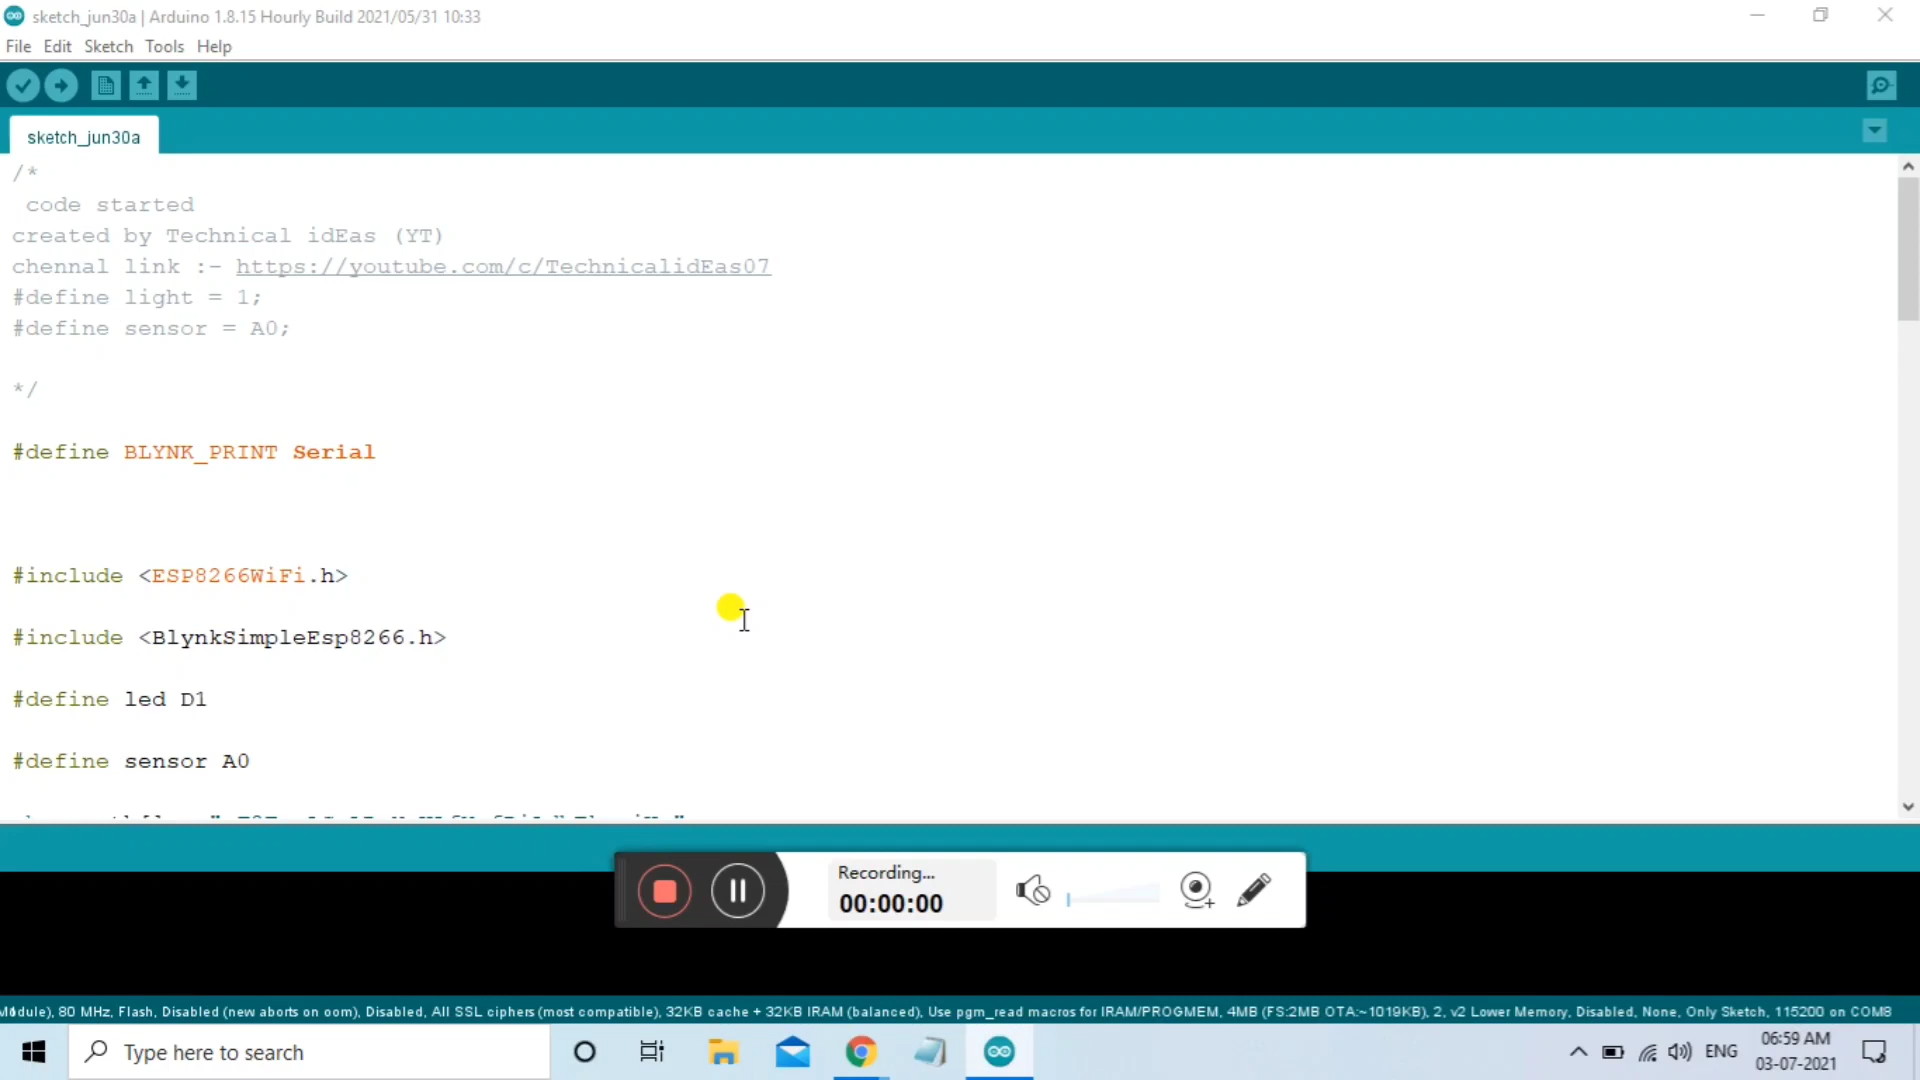 sketch_jun30a | Arduino 1.8.15 Hourly Build 2021/05/31 10:33
File Edit Sketch Tools Help
sketch_jun30a
/*
code started
created by Technical idEas (YT)
chennal link :- https://youtube.com/c/TechnicalidEas07
#define light = 1;
#define sensor = A0;
*/
#define BLYNK_PRINT Serial
#include <ESP8266WiFi.h>
#include <BlynkSimpleEsp8266.h>
#define led D1
#define sensor A0
Recording...
00:00:00
80 MHz, Flash, Disabled (new aborts on oom), Disabled, All SSL ciphers (most compatible), 32KB cache + 32KB IRAM (balanced), Use pgm_read macros for IRAM/PROGMEM, 4MB (FS:2MB OTA:~1019KB), 2, v2 Lower Memory, Disabled, None, Only Sketch, 115200 on COM8
Type here to search
ENG
06:59 AM
03-07-2021